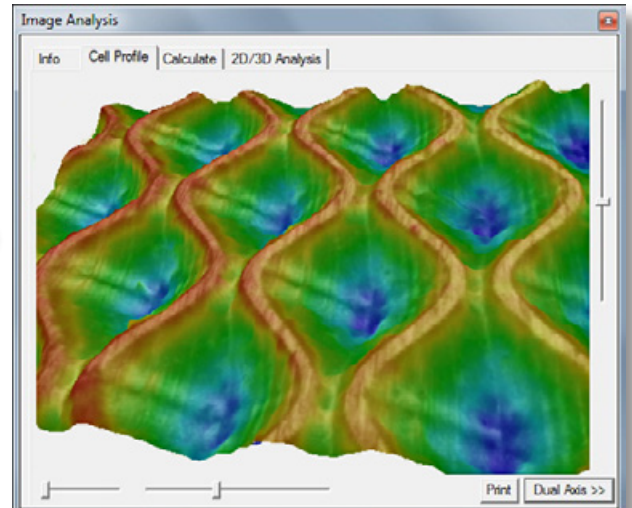 Image Analysis
Info Cell Profile Calculate 2D/3D Analysis
Print Dual Axis >>